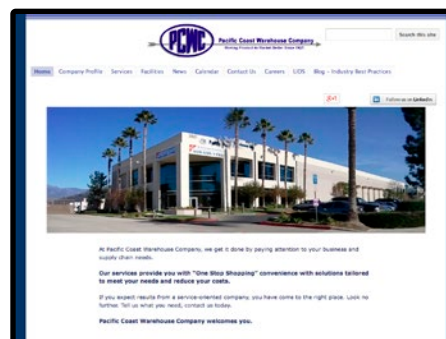 PCWC
Pacific Coast Warehouse Company
Search this site
Home Company Profile Services Facilities News - Calendar Contact Us Careers LIDS Blog - Industry Best Practices
Follow us on LinkedIn
At Pacific Coast Warehouse Company, we get it done by paying attention to your business and
supply chain needs.
Our services provide you with "One Stop Shopping" convenience with solutions tailored
to meet your needs and reduce your costs.
If you expect results from a service-oriented company, you have come to the right place. Look no
further. Tell us what you need, contact us today.
Pacific Coast Warehouse Company welcomes you.